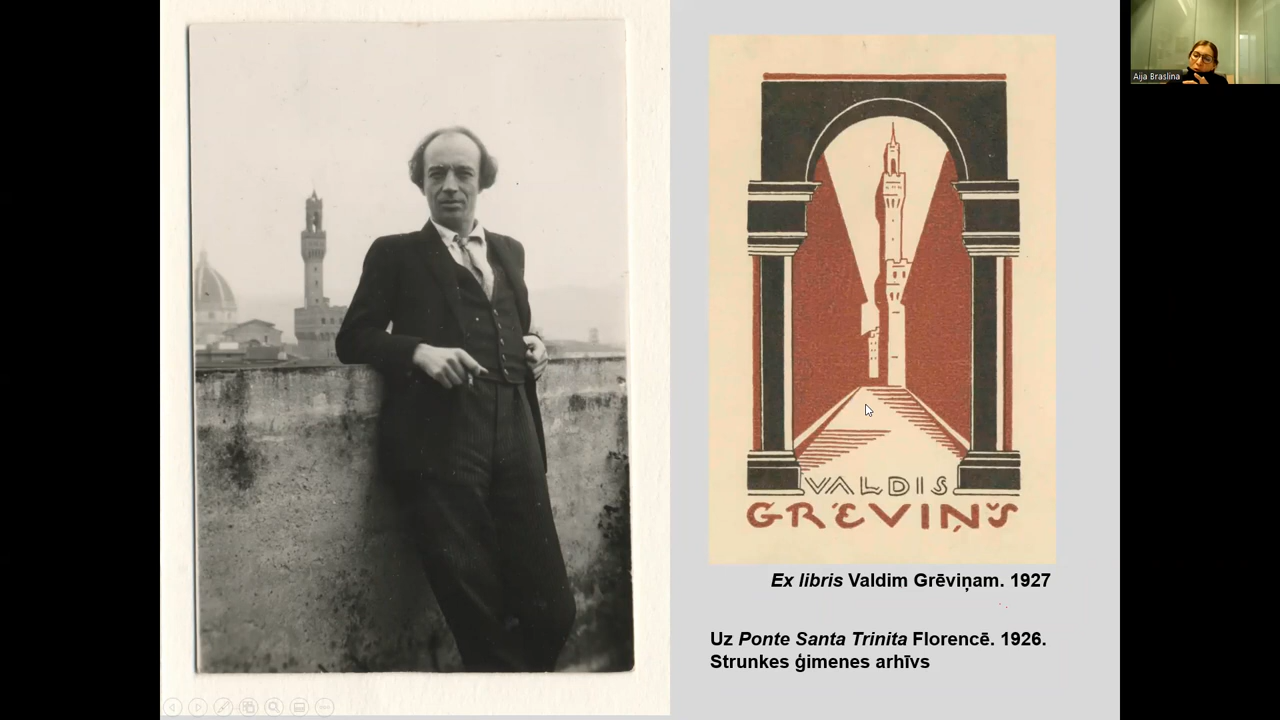 Aija Braslina
VALDIS
GRĒVIŅŠ
Ex libris Valdim Grēviņam. 1927
Uz Ponte Santa Trinita Florencē. 1926.
Strunkes ģimenes arhīvs